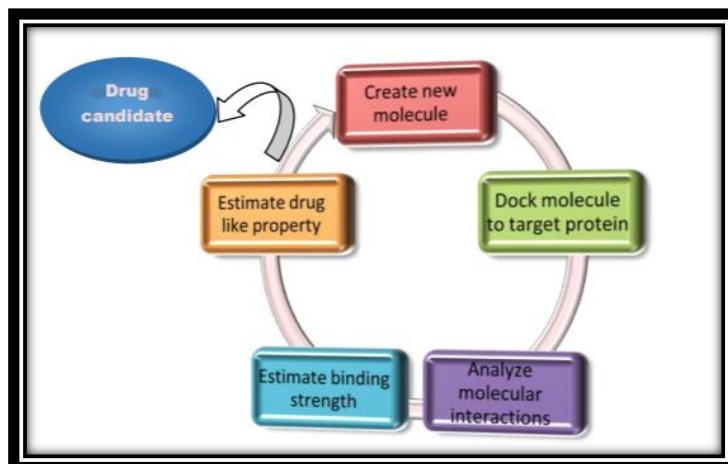 Drug
candidate
Create new
molecule
Dock molecule
to target protein
Analyze
molecular
interactions
Estimate binding
strength
Estimate drug
like property